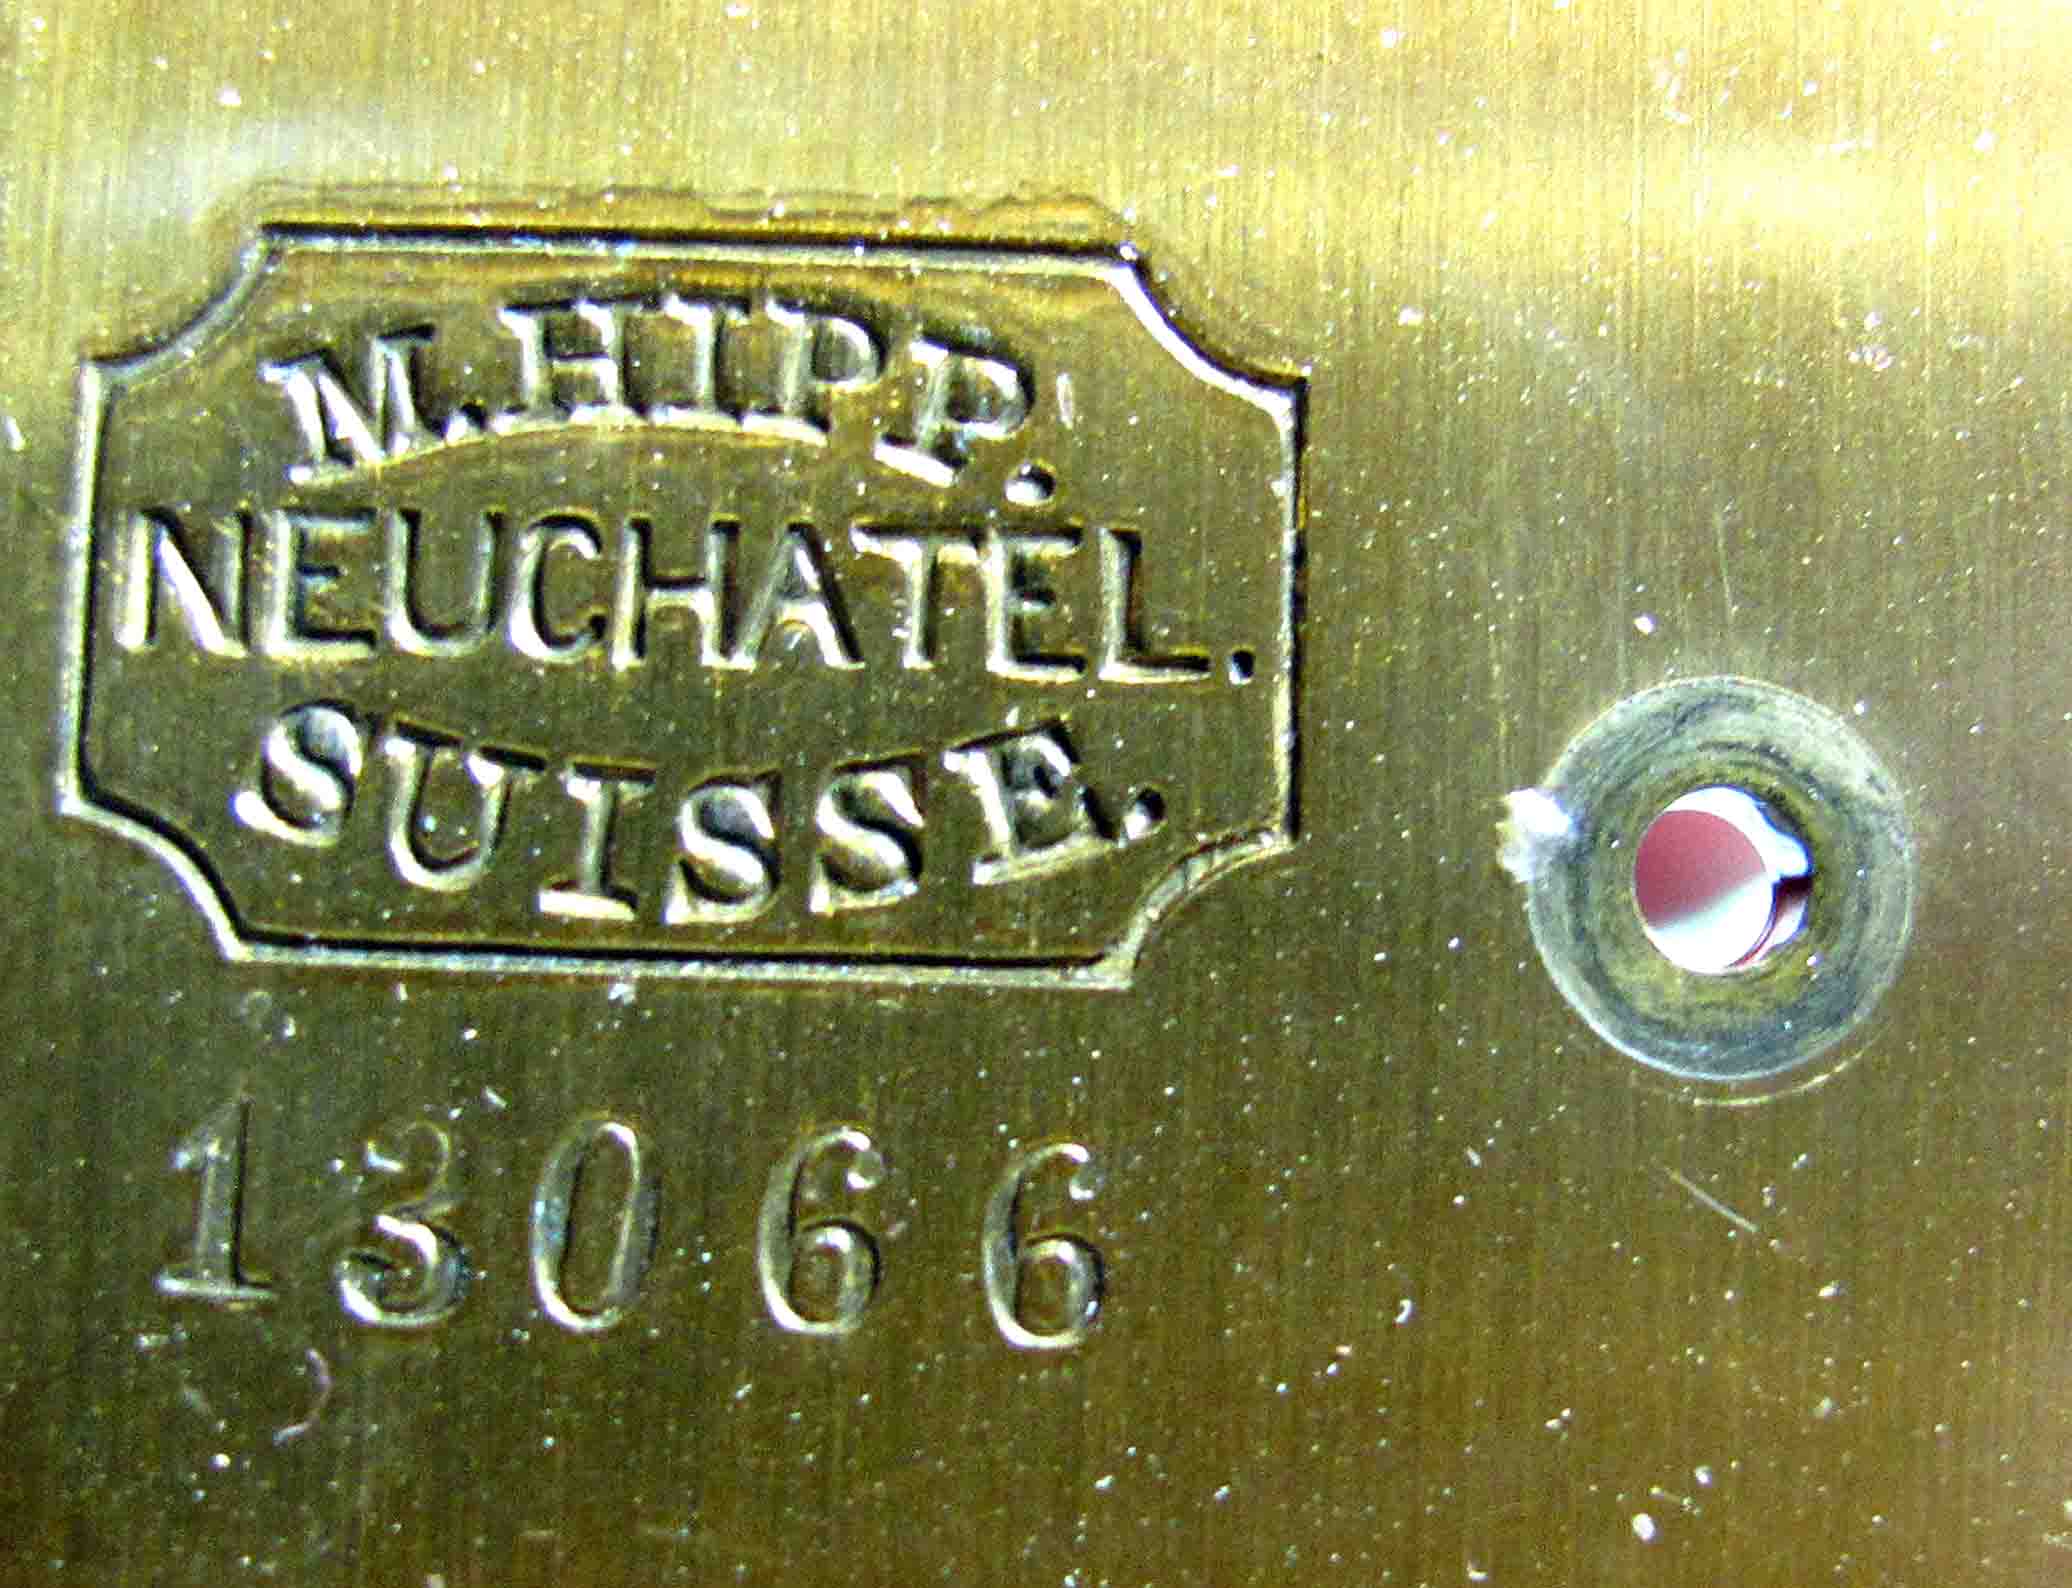 M. HIPP.
NEUCHATEL.
SUISSE.
13066